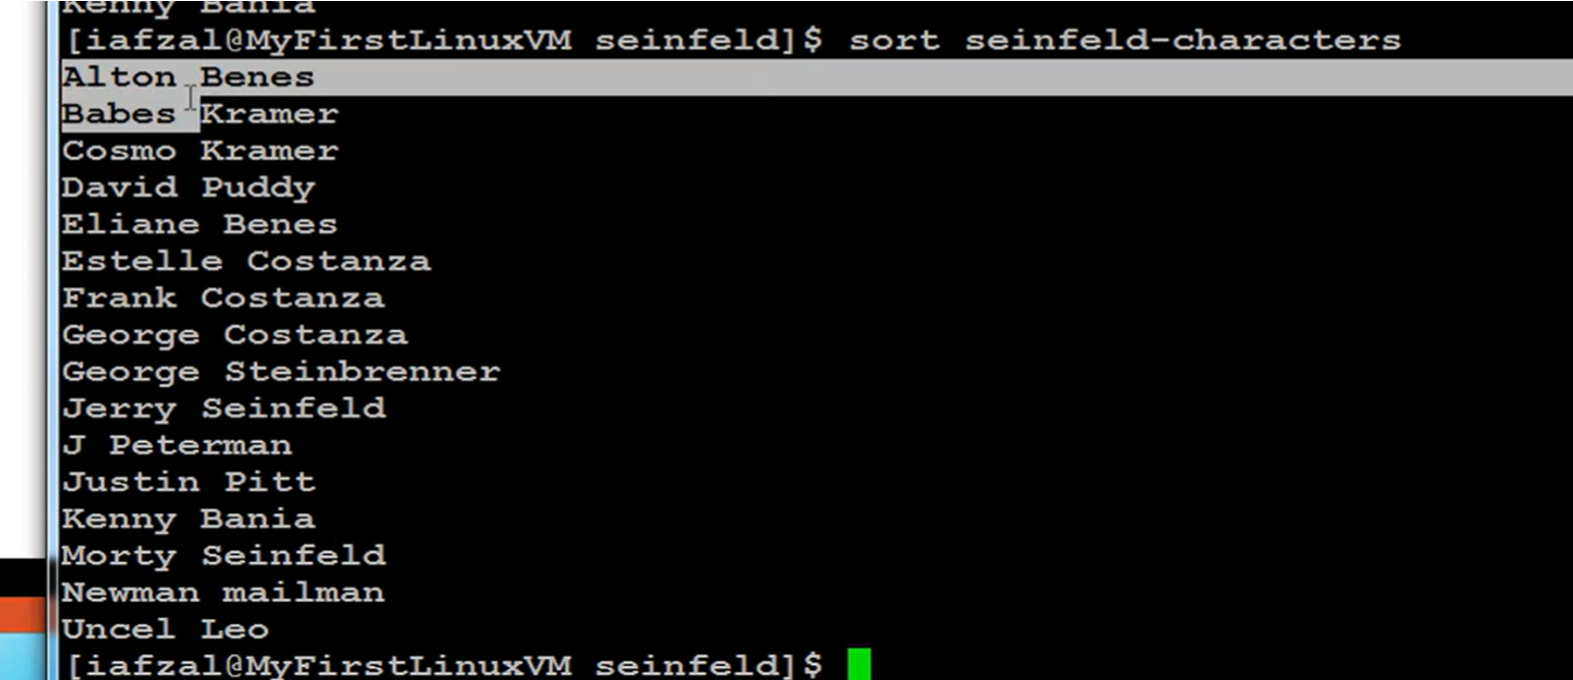 Kenny Bania
[iafzal@MyFirstLinuxVM seinfeld]$ sort seinfeld-characters
Alton Benes
Babes Kramer
Cosmo Kramer
David Puddy
Eliane Benes
Estelle Costanza
Frank Costanza
George Costanza
George Steinbrenner
Jerry Seinfeld
J Peterman
Justin Pitt
Kenny Bania
Morty Seinfeld
Newman mailman
Uncel Leo
[iafzal@MyFirstLinuxVM seinfeld]$